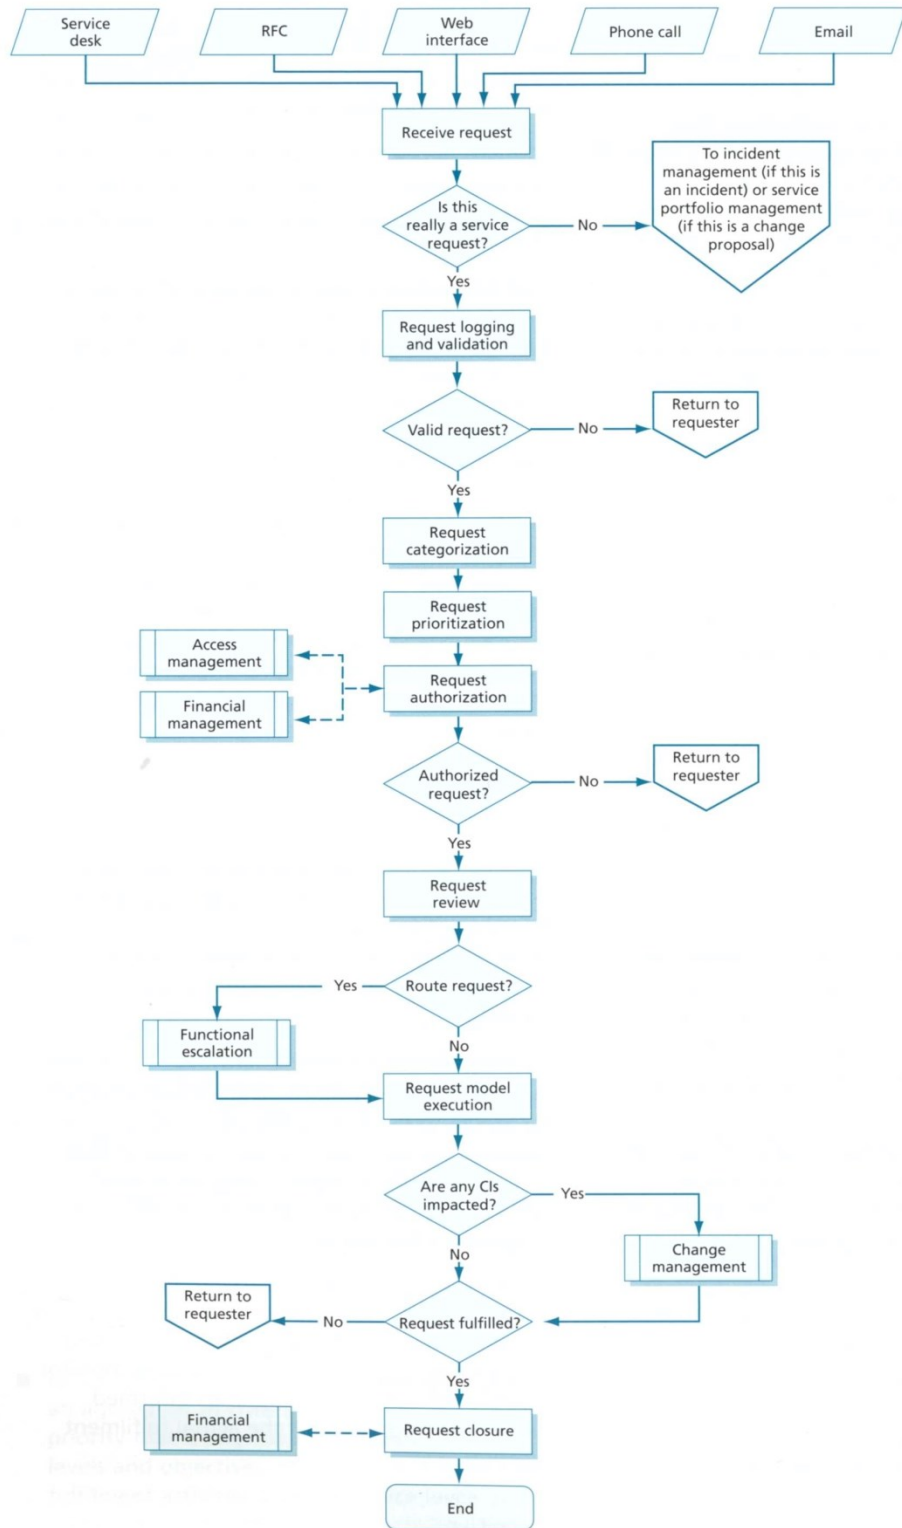 Service
desk
RFC
Web
interface
Phone call
Email
Receive request
To incident
management (if this is
an incident) or service
portfolio management
(if this is a change
proposal)
Is this
really a service
request?
No
Yes
Request logging
and validation
Valid request?
No
Return to
requester
Yes
Request
categorization
Request
prioritization
Access
management
Request
authorization
Financial
management
Authorized
request?
No
Return to
requester
Yes
Request
review
Route request?
Yes
Functional
escalation
No
Request model
execution
Are any CIs
impacted?
Yes
Change
management
No
Return to
requester
No
Request fulfilled?
Yes
Financial
management
Request closure
End